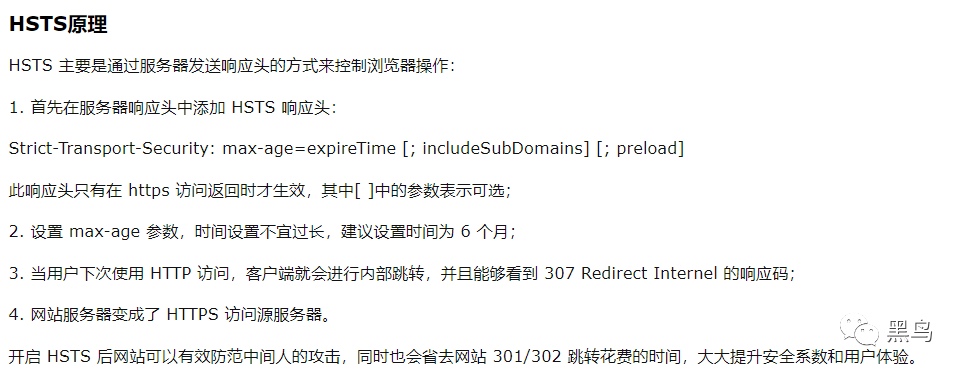 HSTS原理
HSTS 主要是通过服务器发送响应头的方式来控制浏览器操作：
1. 首先在服务器响应头中添加 HSTS 响应头：
Strict-Transport-Security: max-age=expireTime [; includeSubDomains] [; preload]
此响应头只有在 https 访问返回时才生效，其中[ ]中的参数表示可选；
2. 设置 max-age 参数，时间设置不宜过长，建议设置时间为 6 个月；
3. 当用户下次使用 HTTP 访问，客户端就会进行内部跳转，并且能够看到 307 Redirect Internel 的响应码；
4. 网站服务器变成了 HTTPS 访问源服务器。
开启 HSTS 后网站可以有效防范中间人的攻击，同时也会省去网站 301/302 跳转花费的时间，大大提升安全系数和用户体验。
黑鸟